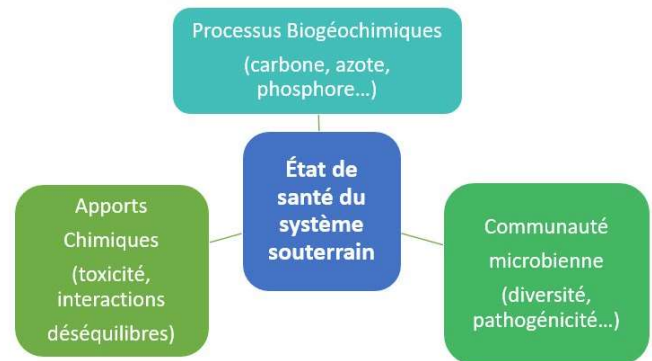 Processus Biogéochimiques
(carbone, azote,
phosphore…)
État de
santé du
système
souterrain
Apports
Chimiques
(toxicité,
interactions
déséquilibres)
Communauté
microbienne
(diversité,
pathogénicité…)